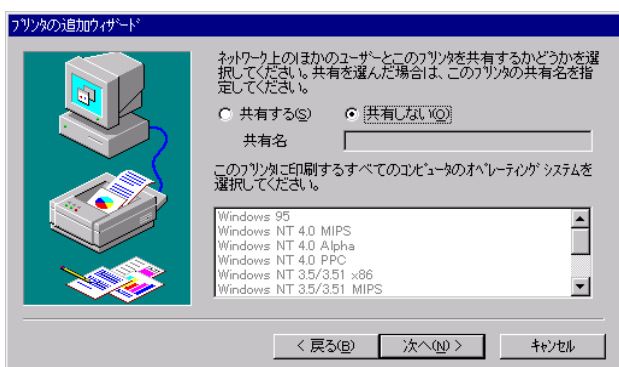 プリンタの追加ウィザード
ネットワーク上のほかのユーザーとこのプリンタを共有するかどうかを選
択してください。共有を選んだ場合は、このプリンタの共有名を指
定してください。
共有する(S) 共有しない(O)
共有名
このプリンタに印刷するすべてのコンピュータのオペレーティング システムを
選択してください。
Windows 95
Windows NT 4.0 MIPS
Windows NT 4.0 Alpha
Windows NT 4.0 PPC
Windows NT 3.5/3.51 x86
Windows NT 3.5/3.51 MIPS
< 戻る(B) 次へ(N) > キャンセル